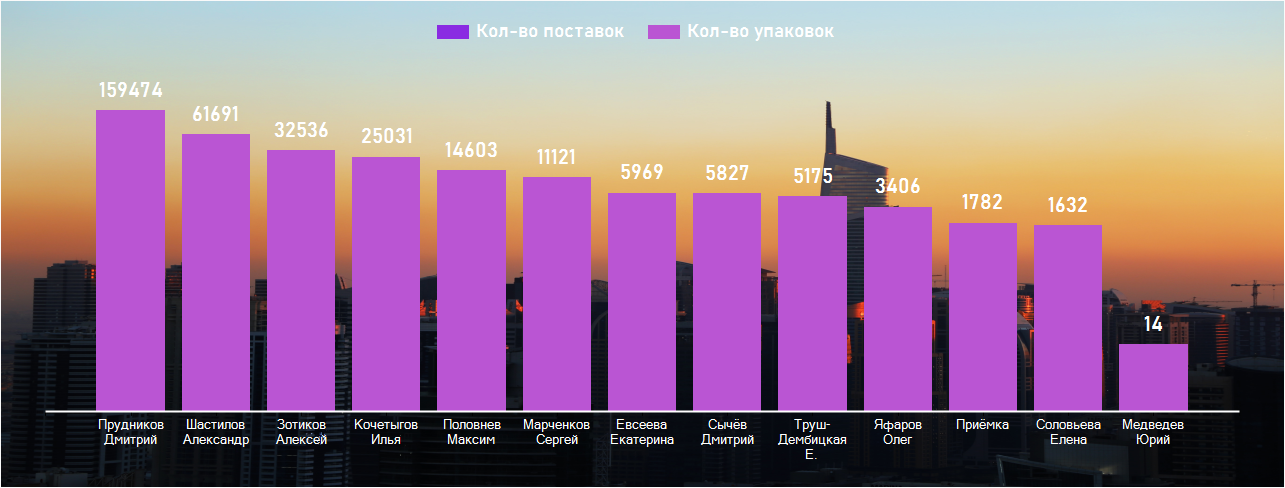 Кол-во поставок Кол-во упаковок
159474
61691
32536
25031
14603
11121
5969
5827
5175
3406
1782
1632
14
Прудников
Дмитрий
Шастилов
Александр
Зотиков
Алексей
Кочетыгов
Илья
Половнев
Максим
Марченков
Сергей
Евсеева
Екатерина
Сычёв
Дмитрий
Труш-
Дембицкая
Е.
Яфаров
Олег
Приёмка
Соловьева
Елена
Медведев
Юрий